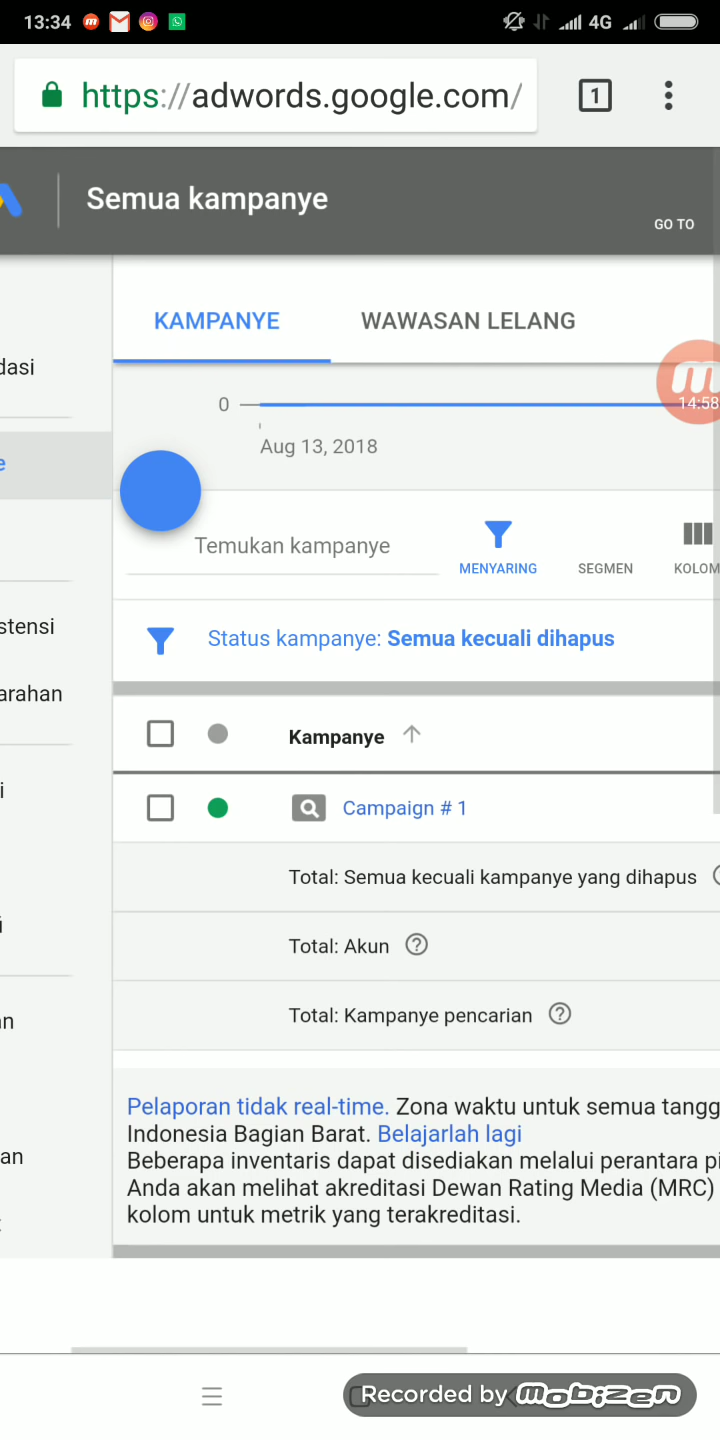 13:34
4G
https://adwords.google.com/
1
Semua kampanye
GO TO
KAMPANYE
WAWASAN LELANG
dasi
0
14:58
Aug 13, 2018
e
Temukan kampanye
MENYARING
SEGMEN
KOLOM
stensi
Status kampanye: Semua kecuali dihapus
arahan
Kampanye
i
Campaign # 1
Total: Semua kecuali kampanye yang dihapus
Total: Akun
Total: Kampanye pencarian
an
Pelaporan tidak real-time. Zona waktu untuk semua tangg
Indonesia Bagian Barat. Belajarlah lagi
Beberapa inventaris dapat disediakan melalui perantara pi
Anda akan melihat akreditasi Dewan Rating Media (MRC)
kolom untuk metrik yang terakreditasi.
Recorded by mobizen